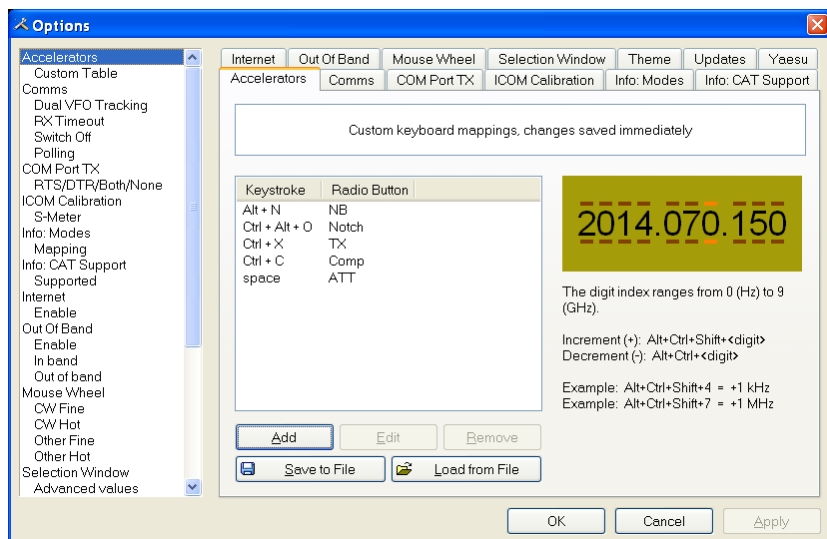 Options
Accelerators
Custom Table
Comms
Dual VFO Tracking
RX Timeout
Switch Off
Polling
COM Port TX
RTS/DTR/Both/None
ICOM Calibration
S-Meter
Info: Modes
Mapping
Info: CAT Support
Supported
Internet
Enable
Out Of Band
Enable
In band
Out of band
Mouse Wheel
CW Fine
CW Hot
Other Fine
Other Hot
Selection Window
Advanced values
Internet Out Of Band Mouse Wheel Selection Window Theme Updates Yaesu
Accelerators Comms COM Port TX ICOM Calibration Info: Modes Info: CAT Support
Custom keyboard mappings, changes saved immediately
Keystroke Radio Button
Alt + N NB
Ctrl + Alt + O Notch
Ctrl + X TX
Ctrl + C Comp
space ATT
Add Edit Remove
Save to File Load from File
2014.070.150
The digit index ranges from 0 (Hz) to 9
(GHz).
Increment (+): Alt+Ctrl+Shift+<digit>
Decrement (-): Alt+Ctrl+<digit>
Example: Alt+Ctrl+Shift+4 = +1 kHz
Example: Alt+Ctrl+Shift+7 = +1 MHz
OK Cancel Apply